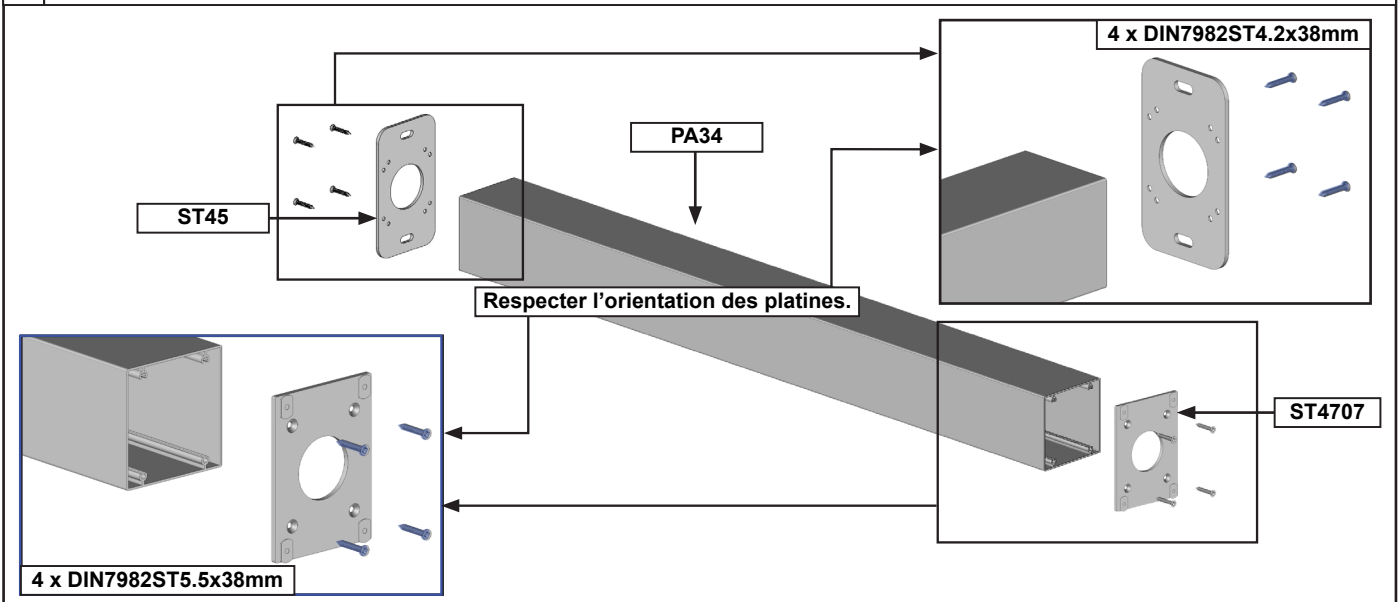 4 x DIN7982ST4.2x38mm
PA34
ST45
Respecter l’orientation des platines.
ST4707
4 x DIN7982ST5.5x38mm